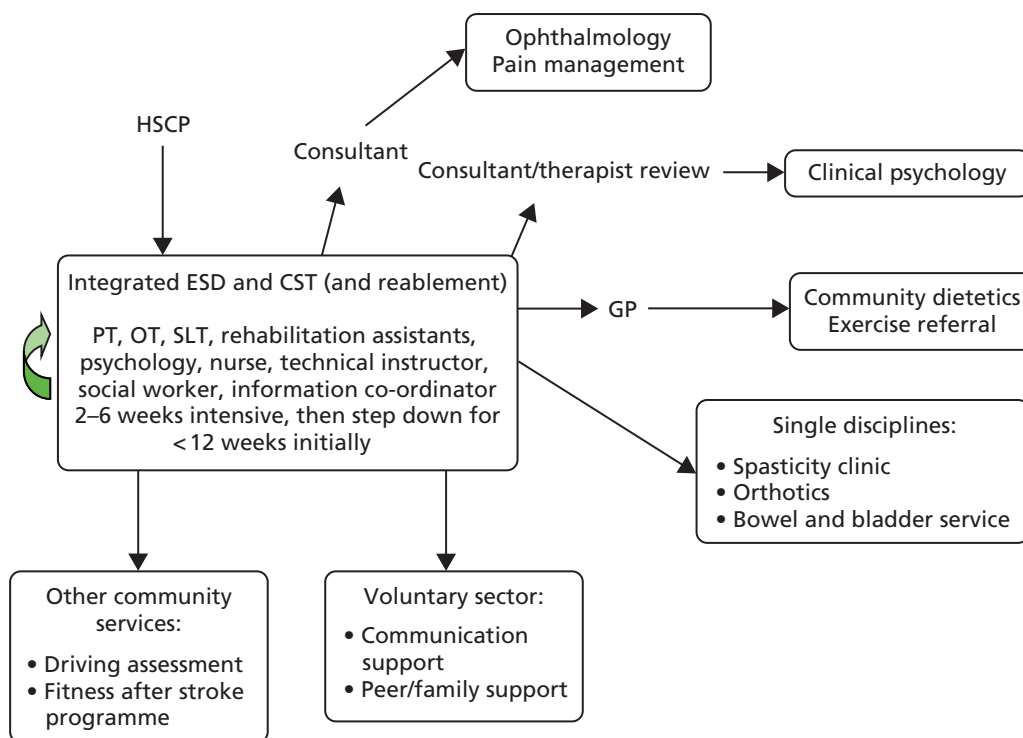 Ophthalmology
Pain management
HSCP
Consultant
Consultant/therapist review
Clinical psychology
Integrated ESD and CST (and reablement)
PT, OT, SLT, rehabilitation assistants,
psychology, nurse, technical instructor,
social worker, information co-ordinator
2–6 weeks intensive, then step down for
<12 weeks initially
GP
Community dietetics
Exercise referral
Single disciplines:
• Spasticity clinic
• Orthotics
• Bowel and bladder service
Other community
services:
• Driving assessment
• Fitness after stroke
programme
Voluntary sector:
• Communication
support
• Peer/family support